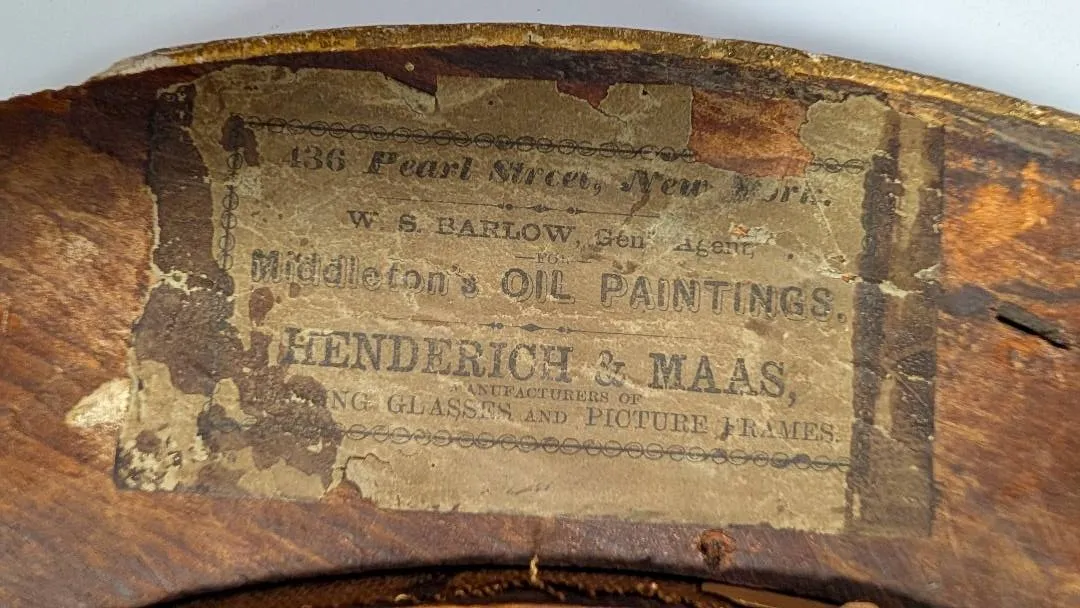 436 Pearl Street, New York.
W. S. BARLOW, Gen'l Agent,
FOR
Middleton's OIL PAINTINGS.
HENDERICH & MAAS,
MANUFACTURERS OF
GLASSES AND PICTURE FRAMES.